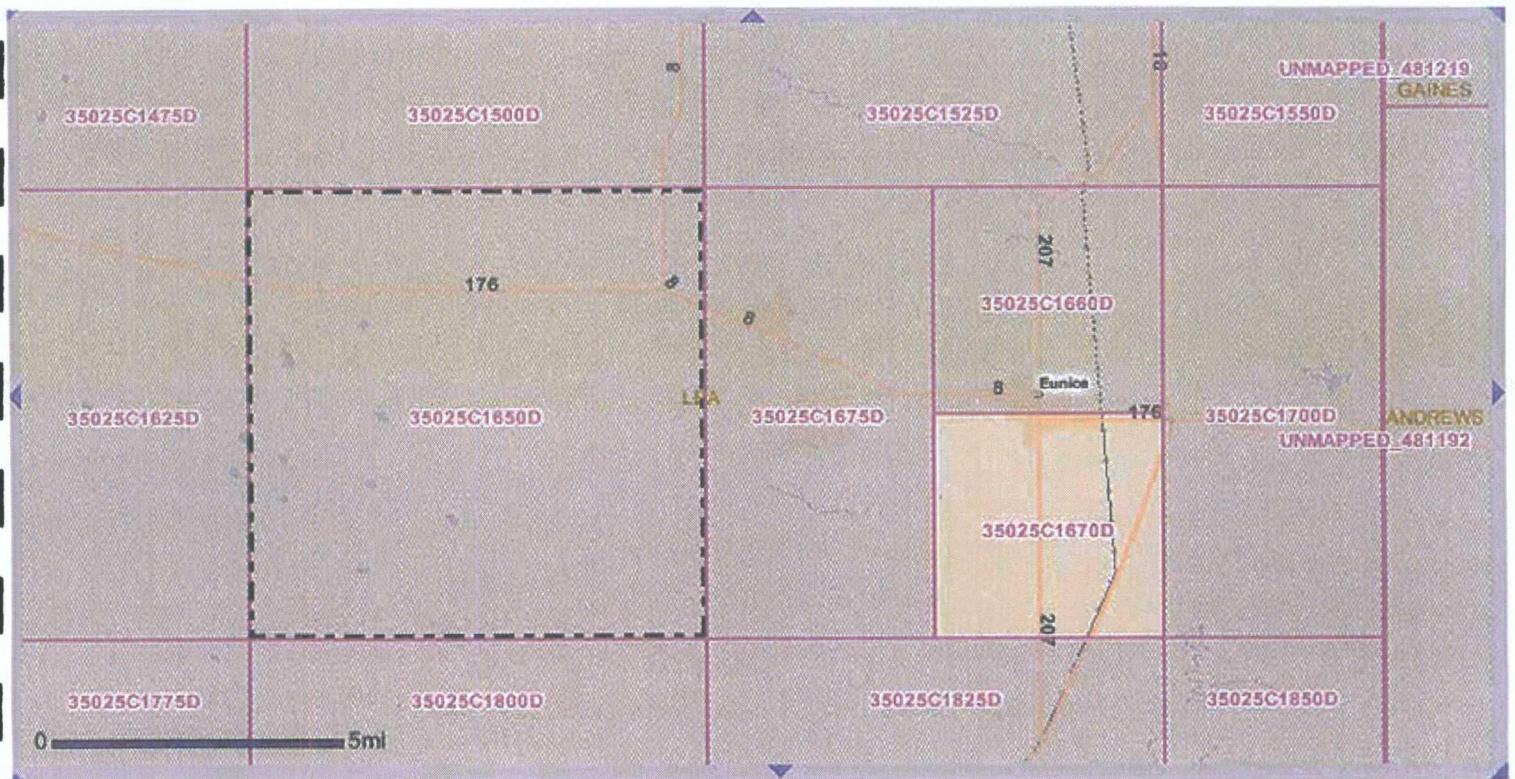 8
18
UNMAPPED_481219
GAINES
35025C1475D
35025C1500D
35025C1525D
35025C1550D
207
176
8
35025C1660D
8
8
Eunice
LEA
176
35025C1625D
35025C1650D
35025C1675D
35025C1700D
ANDREWS
UNMAPPED_481192
35025C1670D
207
35025C1775D
35025C1800D
35025C1825D
35025C1850D
0 5mi